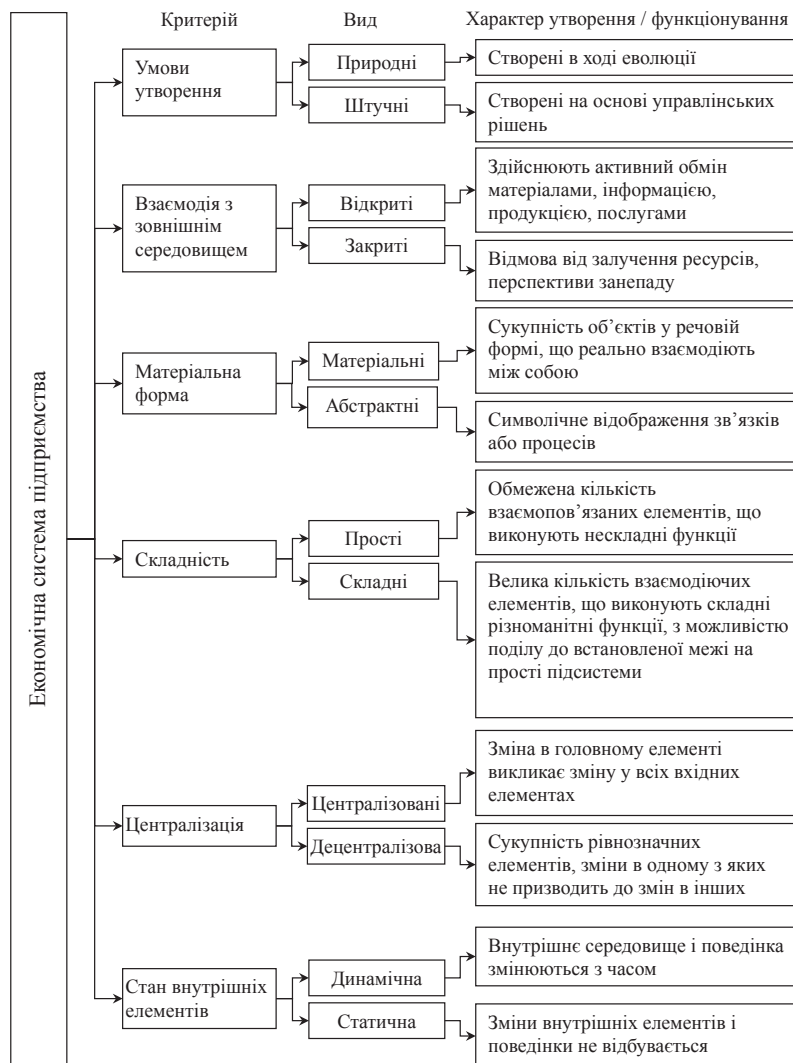 Критерій
Вид
Характер утворення / функціонування
Економічна система підприємства
Умови
утворення
Природні
Створені в ході еволюції
Штучні
Створені на основі управлінських
рішень
Взаємодія з
зовнішнім
середовищем
Відкриті
Здійснюють активний обмін
матеріалами, інформацією,
продукцією, послугами
Закриті
Відмова від залучення ресурсів,
перспективи занепаду
Матеріальна
форма
Матеріальні
Сукупність об’єктів у речовій
формі, що реально взаємодіють
між собою
Абстрактні
Символічне відображення зв’язків
або процесів
Складність
Прості
Обмежена кількість
взаємопов’язаних елементів, що
виконують нескладні функції
Складні
Велика кількість взаємодіючих
елементів, що виконують складні
різноманітні функції, з можливістю
поділу до встановленої межі на
прості підсистеми
Централізація
Централізовані
Зміна в головному елементі
викликає зміну у всіх вхідних
елементах
Децентралізова
Сукупність рівнозначних
елементів, зміни в одному з яких
не призводить до змін в інших
Стан внутрішніх
елементів
Динамічна
Внутрішнє середовище і поведінка
змінюються з часом
Статична
Зміни внутрішніх елементів і
поведінки не відбувається